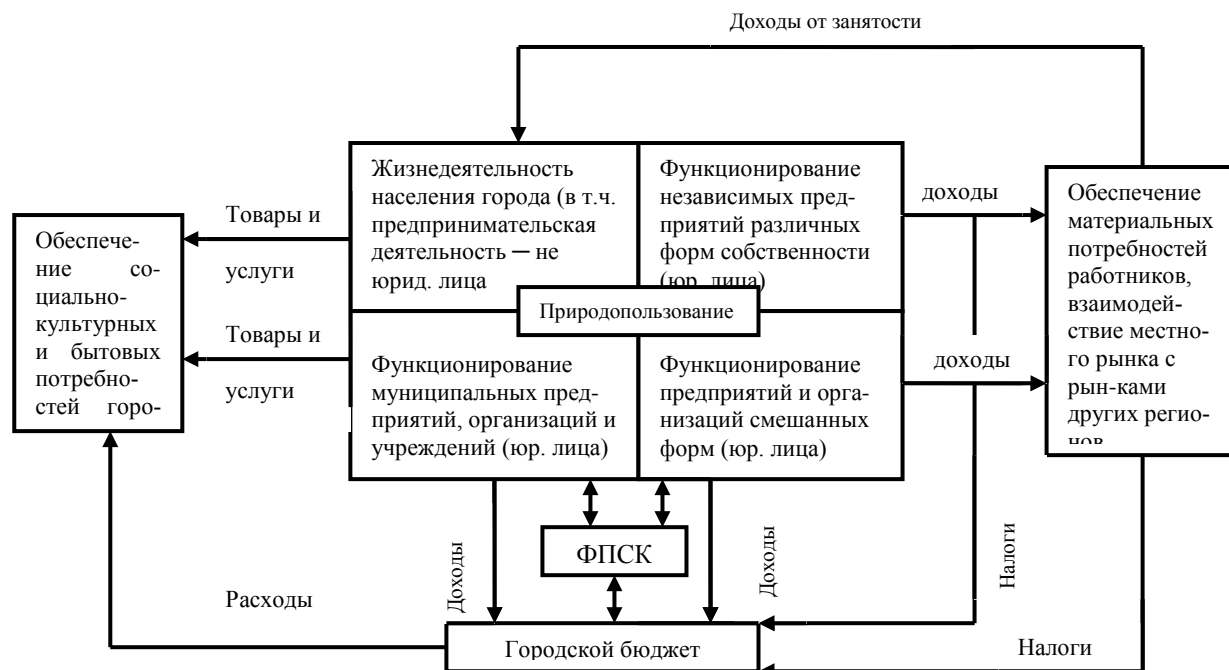 Доходы от занятости
Жизнедеятельность
населения города (в т.ч.
предпринимательская
деятельность — не
юрид. лица
Функционирование
независимых пред-
приятий различных
форм собственности
(юр. лица)
Природопользование
Функционирование
муниципальных пред-
приятий, организаций и
учреждений (юр. лица)
Функционирование
предприятий и орга-
низаций смешанных
форм (юр. лица)
Товары и
услуги
Товары и
услуги
Обеспече-
ние со-
циально-
культурных
и бытовых
потребно-
стей горо-
доходы
доходы
Обеспечение
материальных
потребностей
работников,
взаимодей-
ствие местно-
го рынка с
рын-ками
других регио-
нов
ФПСК
Доходы
Доходы
Налоги
Расходы
Городской бюджет
Налоги